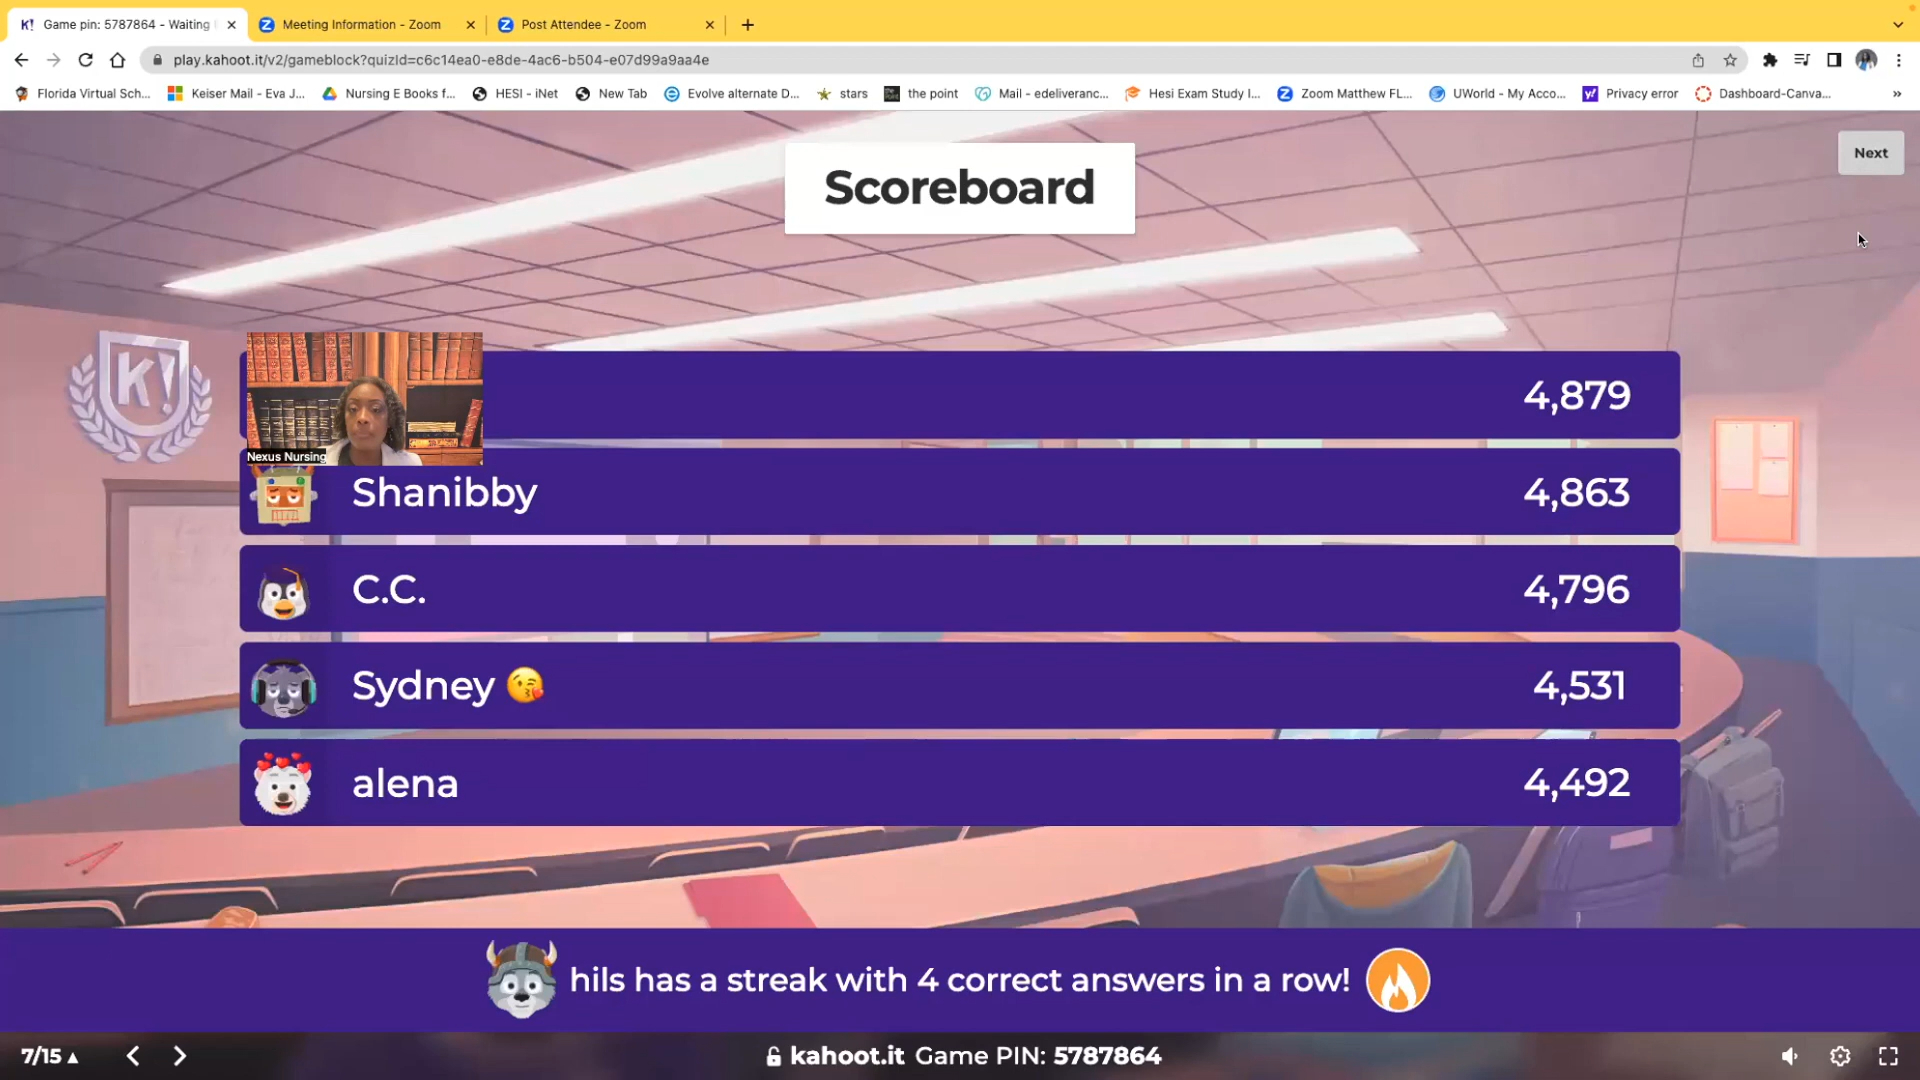 Game pin: 5787864 - Waiting
Meeting Information - Zoom
Post Attendee - Zoom
play.kahoot.it/v2/gameblock?quizId=c6c14ea0-e8de-4ac6-b504-e07d99a9aa4e
Florida Virtual Sch... Keiser Mail - Eva J... Nursing E Books f... HESI - iNet New Tab Evolve alternate D... stars the point Mail - edeliveranc... Hesi Exam Study I... Zoom Matthew FL... UWorld - My Acco... Privacy error Dashboard-Canva... »
Next
Scoreboard
K!
4,879
Nexus Nursing
Shanibby 4,863
C.C. 4,796
Sydney 😘 4,531
alena 4,492
hils has a streak with 4 correct answers in a row!
7/15 kahoot.it Game PIN: 5787864